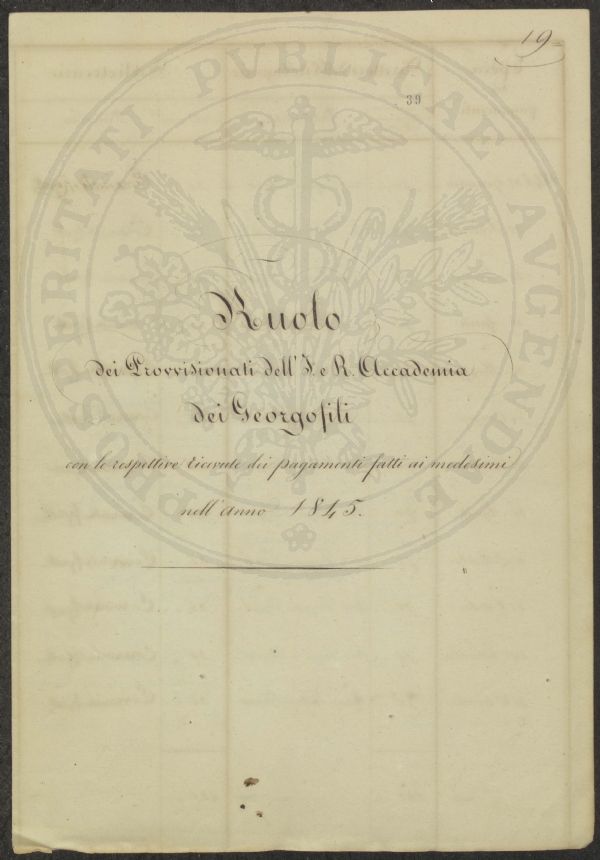 19
39
PROSPERITATI PUBLICAE AUGENDAE
Ruolo
dei Provvisionati dell' I. e R. Accademia
dei Georgofili
con le respettive ricevute dei pagamenti fatti ai medesimi
nell' anno 1845.